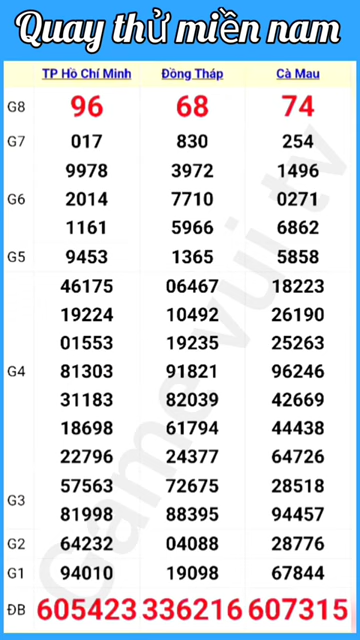 Quay thử miền nam
TP Hồ Chí Minh Đồng Tháp Cà Mau
G8 96 68 74
G7 017 830 254
9978 3972 1496
G6 2014 7710 0271
1161 5966 6862
G5 9453 1365 5858
46175 06467 18223
19224 10492 26190
01553 19235 25263
G4 81303 91821 96246
31183 82039 42669
18698 61794 44438
22796 24377 64726
G3 57563 72675 28518
81998 88395 94457
G2 64232 04088 28776
G1 94010 19098 67844
ĐB 605423 336216 607315
Game vui tv